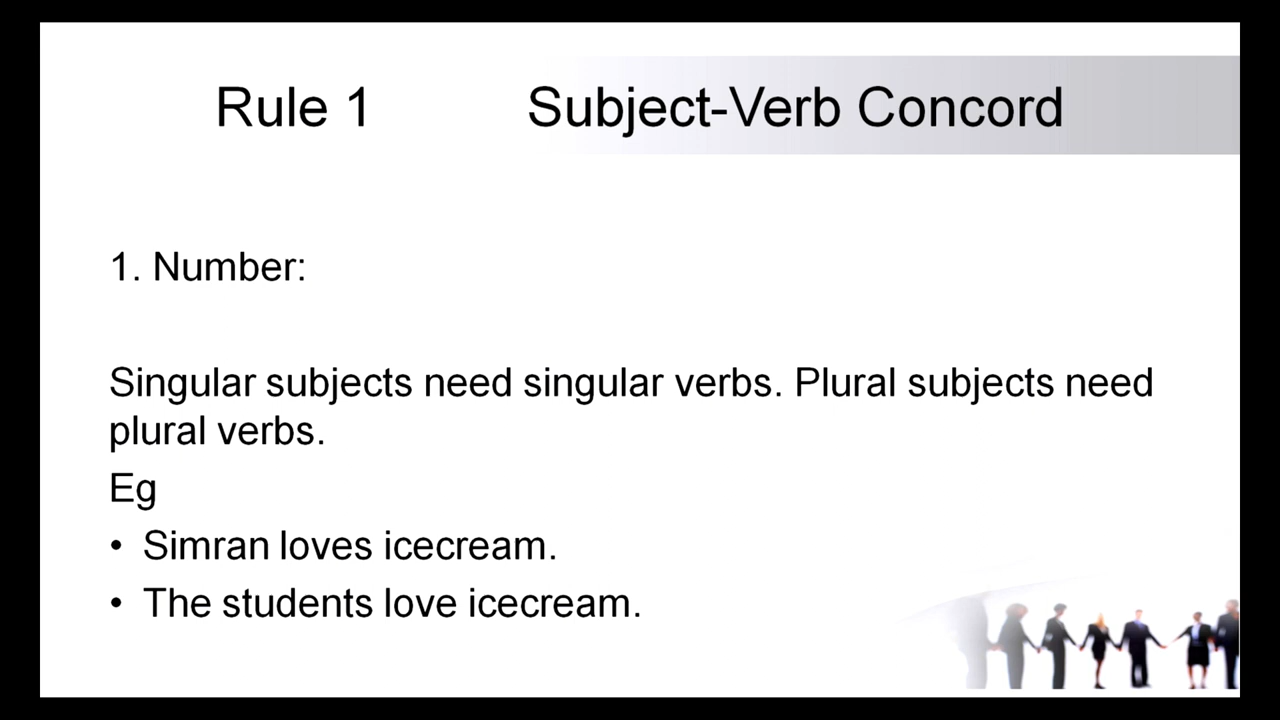 Rule 1 Subject-Verb Concord
1. Number:
Singular subjects need singular verbs. Plural subjects need
plural verbs.
Eg
• Simran loves icecream.
• The students love icecream.